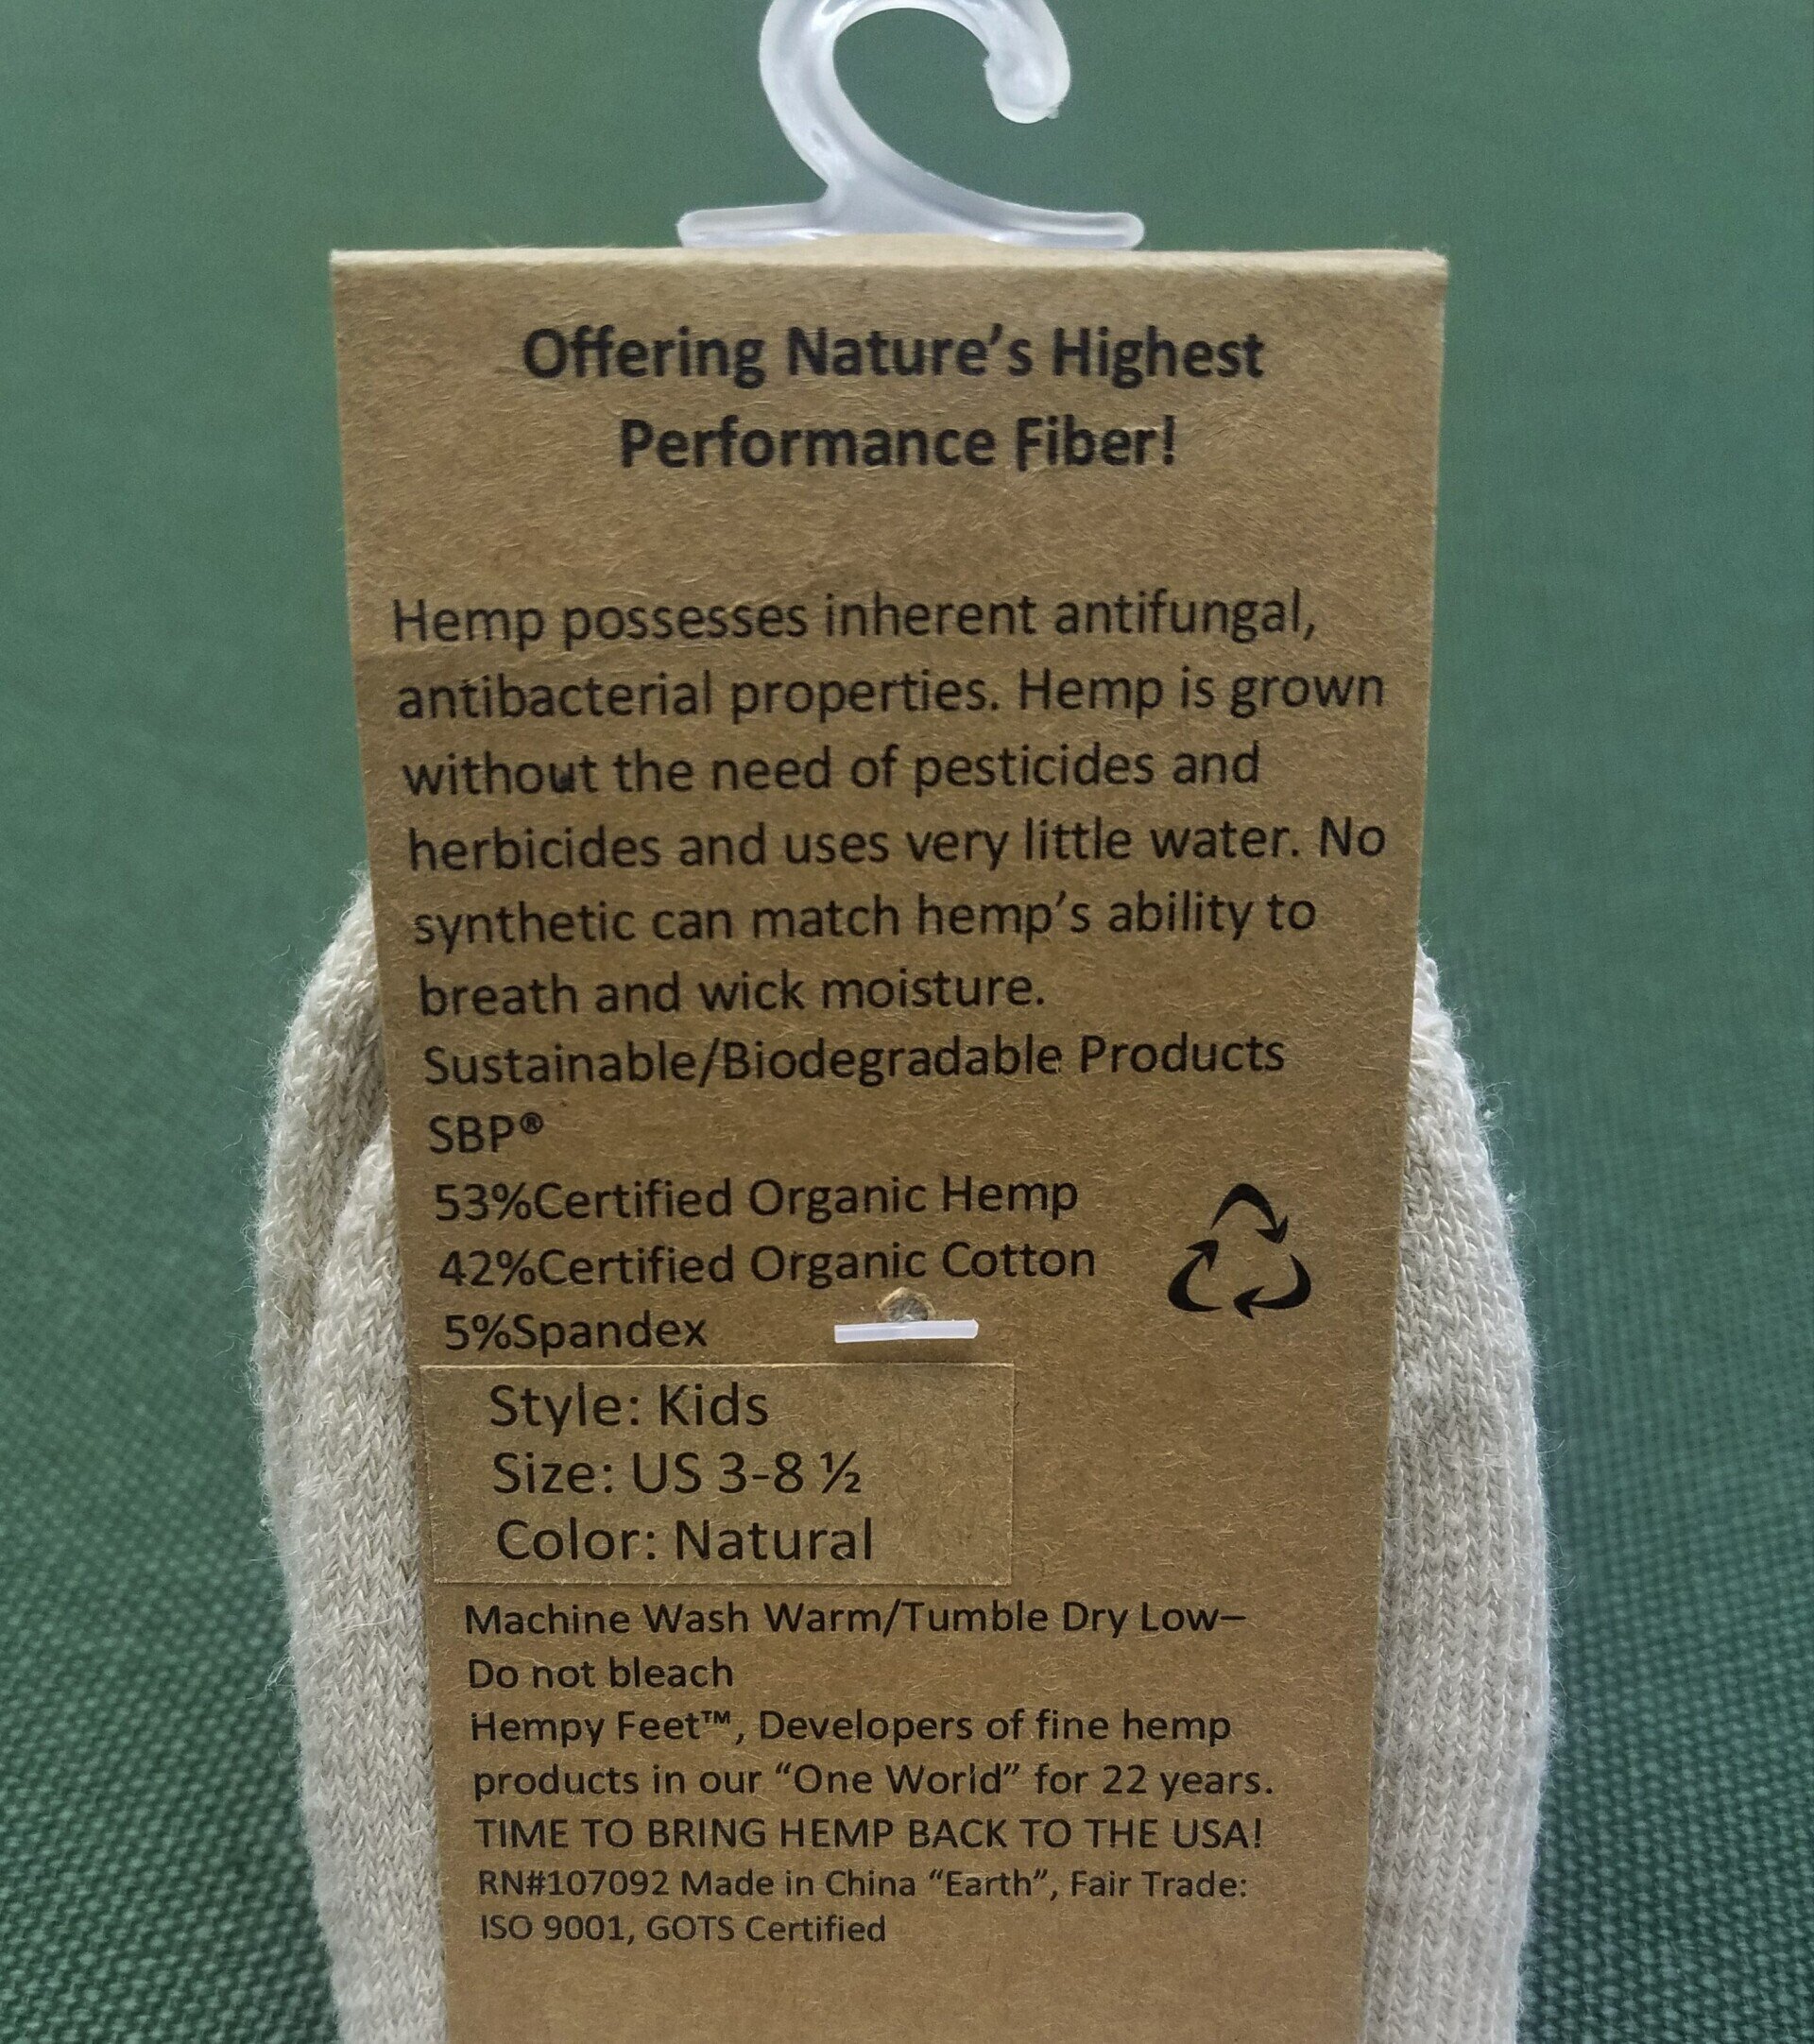 Offering Nature’s Highest
Performance Fiber!
Hemp possesses inherent antifungal,
antibacterial properties. Hemp is grown
without the need of pesticides and
herbicides and uses very little water. No
synthetic can match hemp’s ability to
breath and wick moisture.
Sustainable/Biodegradable Products
SBP®
53%Certified Organic Hemp
42%Certified Organic Cotton
5%Spandex
Style: Kids
Size: US 3-8 ½
Color: Natural
Machine Wash Warm/Tumble Dry Low–
Do not bleach
Hempy Feet™, Developers of fine hemp
products in our “One World” for 22 years.
TIME TO BRING HEMP BACK TO THE USA!
RN#107092 Made in China “Earth”, Fair Trade:
ISO 9001, GOTS Certified